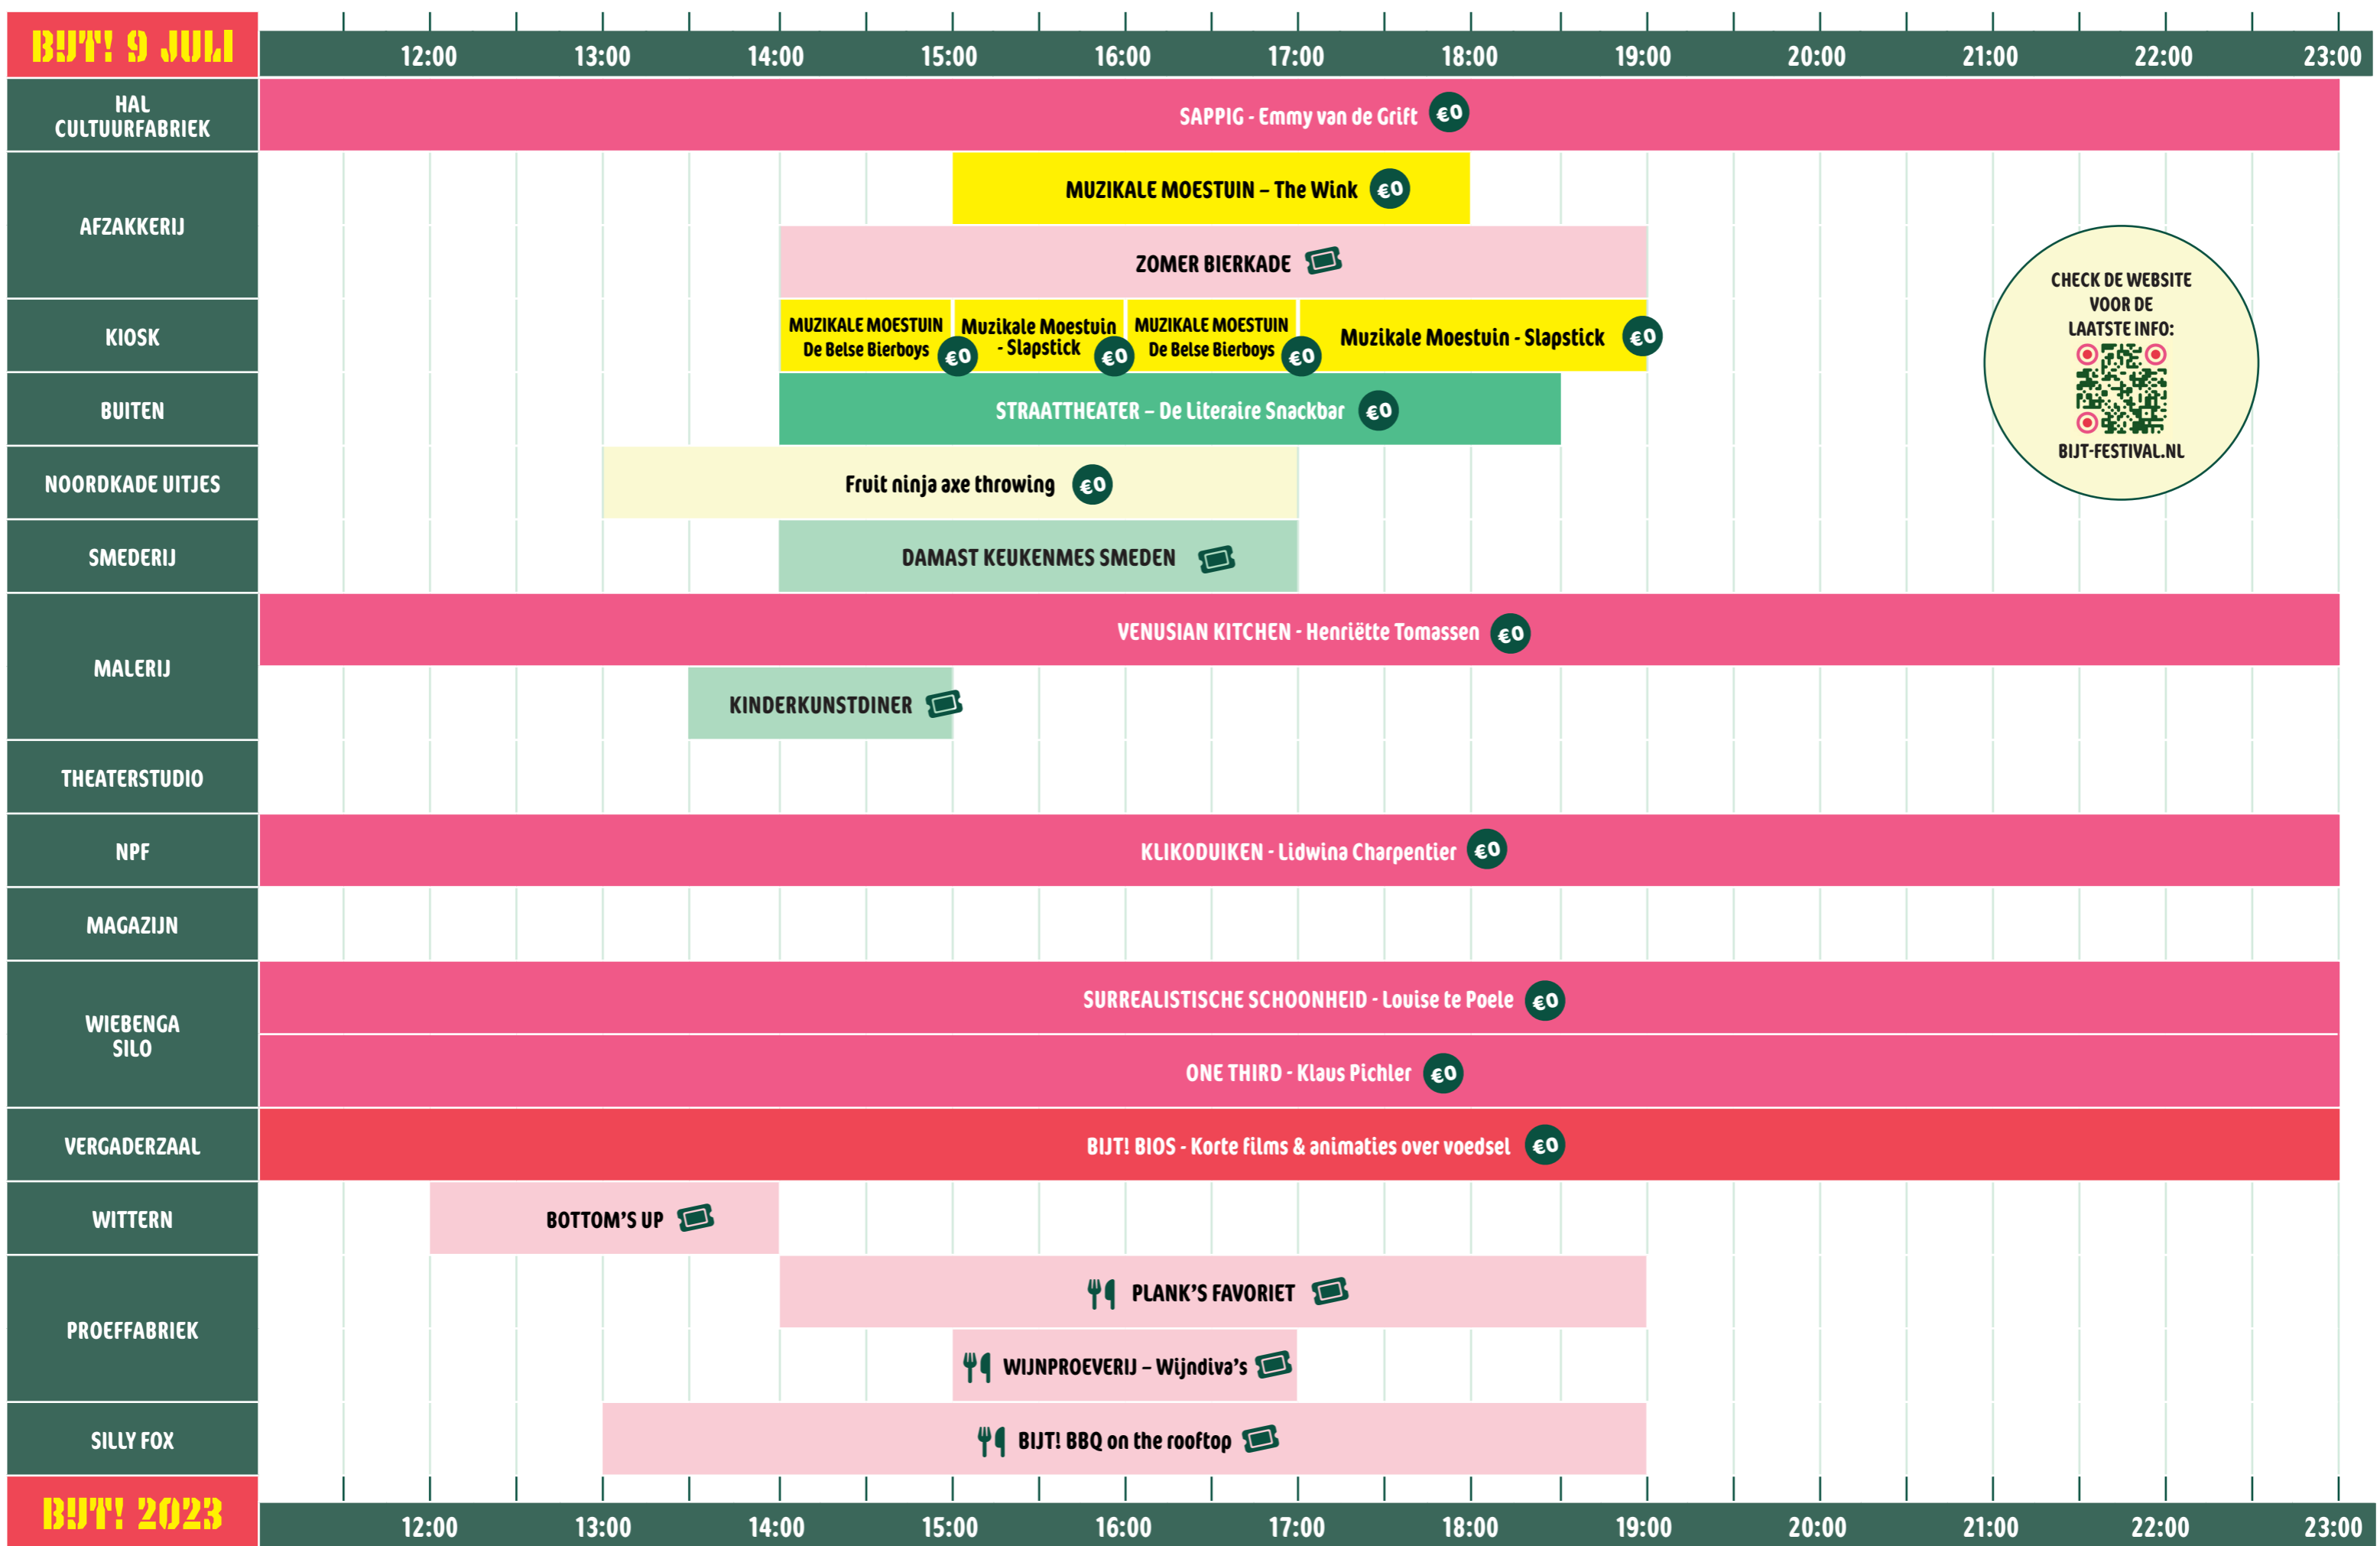 BIJT! 9 JULI
12:00 13:00 14:00 15:00 16:00 17:00 18:00 19:00 20:00 21:00 22:00 23:00
HAL
CULTUURFABRIEK
SAPPIG - Emmy van de Grift €0
AFZAKKERIJ
MUZIKALE MOESTUIN – The Wink €0
ZOMER BIERKADE
KIOSK
MUZIKALE MOESTUIN
De Belse Bierboys €0
Muzikale Moestuin
- Slapstick €0
MUZIKALE MOESTUIN
De Belse Bierboys €0
Muzikale Moestuin - Slapstick €0
BUITEN
STRAATTHEATER – De Literaire Snackbar €0
NOORDKADE UITJES
Fruit ninja axe throwing €0
SMEDERIJ
DAMAST KEUKENMES SMEDEN
CHECK DE WEBSITE
VOOR DE
LAATSTE INFO:
BIJT-FESTIVAL.NL
MALERIJ
VENUSIAN KITCHEN - Henriëtte Tomassen €0
KINDERKUNSTDINER
THEATERSTUDIO
NPF
KLIKODUIKEN - Lidwina Charpentier €0
MAGAZIJN
WIEBENGA
SILO
SURREALISTISCHE SCHOONHEID - Louise te Poele €0
ONE THIRD - Klaus Pichler €0
VERGADERZAAL
BIJT! BIOS - Korte films & animaties over voedsel €0
WITTERN
BOTTOM’S UP
PROEFFABRIEK
PLANK’S FAVORIET
WIJNPROEVERIJ – Wijndiva’s
SILLY FOX
BIJT! BBQ on the rooftop
BIJT! 2023
12:00 13:00 14:00 15:00 16:00 17:00 18:00 19:00 20:00 21:00 22:00 23:00